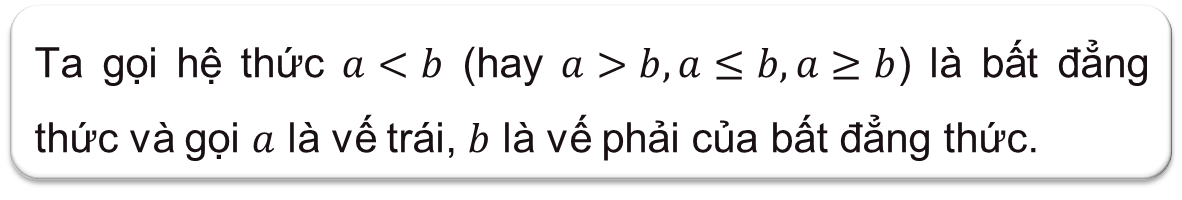 Ta gọi hệ thức a < b (hay a > b, a ≤ b, a ≥ b) là bất đẳng
thức và gọi a là vế trái, b là vế phải của bất đẳng thức.